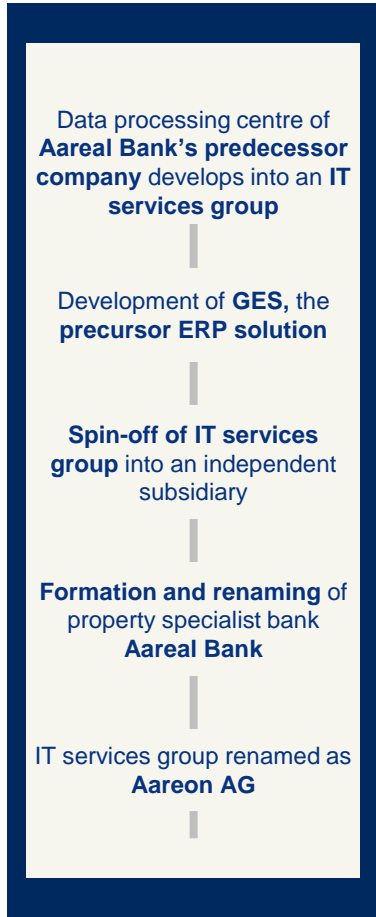 Data processing centre of
Aareal Bank's predecessor
company develops into an IT
services group
Development of GES, the
precursor ERP solution
Spin-off of IT services
group into an independent
subsidiary
Formation and renaming of
property specialist bank
Aareal Bank
IT services group renamed as
Aareon AG